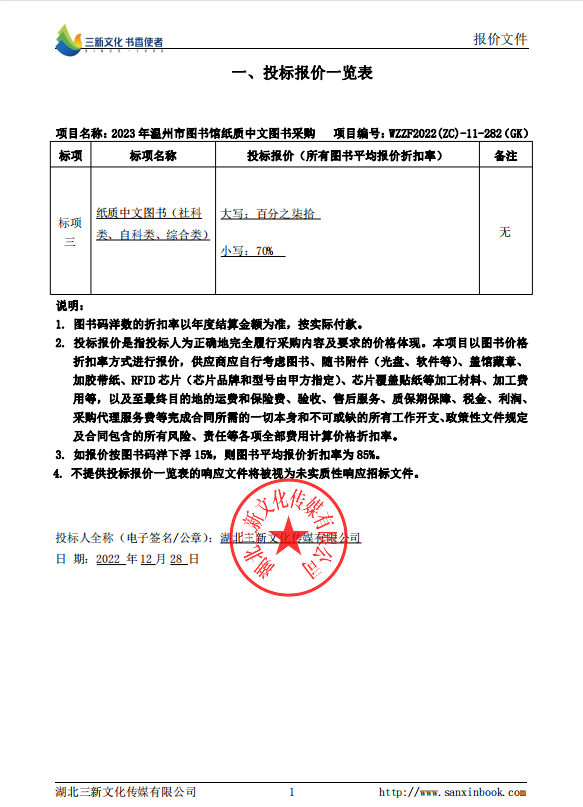 三新文化 书香使者
SINCE·1996
报价文件
一、投标报价一览表
项目名称：2023 年温州市图书馆纸质中文图书采购 项目编号：WZZF2022(ZC)-11-282（GK）
标项 标项名称 投标报价（所有图书平均报价折扣率） 备注
标项三 纸质中文图书（社科类、自科类、综合类） 大写：百分之柒拾 无
小写：70%
说明：
1. 图书码洋数的折扣率以年度结算金额为准，按实际付款。
2. 投标报价是指投标人为正确地完全履行采购内容及要求的价格体现。本项目以图书价格
折扣率方式进行报价，供应商应自行考虑图书、随书附件（光盘、软件等）、盖馆藏章、
加胶带纸、RFID 芯片（芯片品牌和型号由甲方指定）、芯片覆盖贴纸等加工材料、加工费
用等，以及至最终目的地的运费和保险费、验收、售后服务、质保期保障、税金、利润、
采购代理服务费等完成合同所需的一切本身和不可或缺的所有工作开支、政策性文件规定
及合同包含的所有风险、责任等各项全部费用计算价格折扣率。
3. 如报价按图书码洋下浮 15%，则图书平均报价折扣率为 85%。
4. 不提供投标报价一览表的响应文件将被视为未实质性响应招标文件。
投标人全称（电子签名/公章）：湖北三新文化传媒有限公司
日 期：2022 年 12 月 28 日
湖北三新文化传媒有限公司
湖北三新文化传媒有限公司 1 http://www.sanxinbook.com